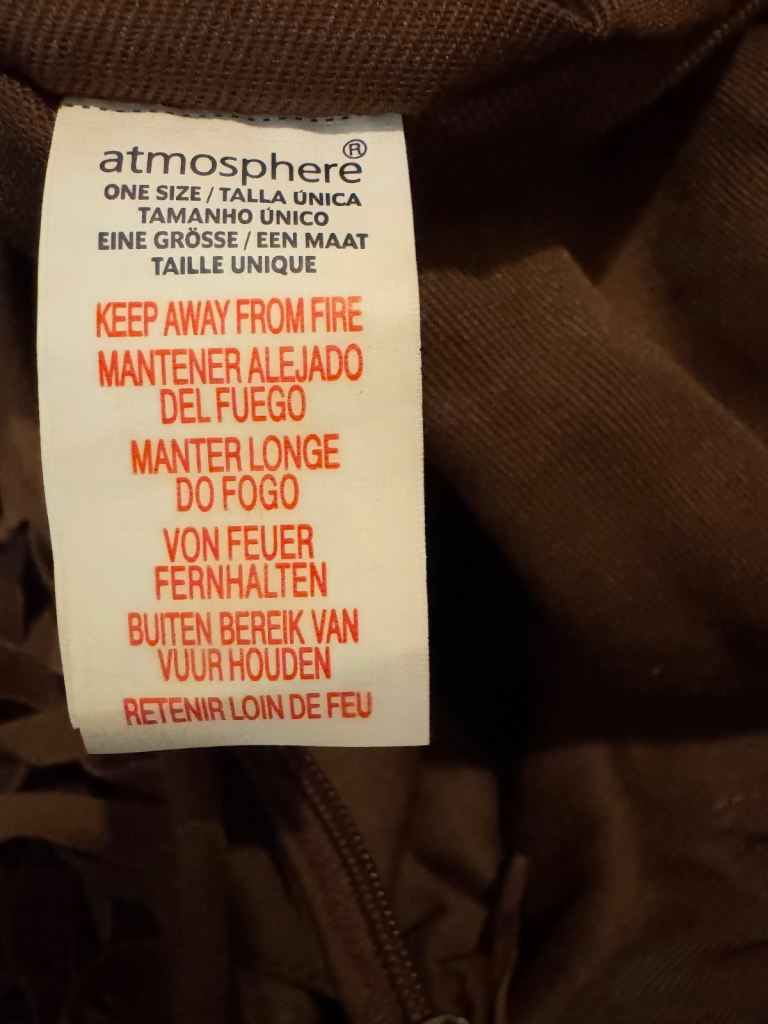 atmosphere®
ONE SIZE / TALLA ÚNICA
TAMANHO ÚNICO
EINE GRÖSSE / EEN MAAT
TAILLE UNIQUE
KEEP AWAY FROM FIRE
MANTENER ALEJADO
DEL FUEGO
MANTER LONGE
DO FOGO
VON FEUER
FERNHALTEN
BUITEN BEREIK VAN
VUUR HOUDEN
RETENIR LOIN DE FEU